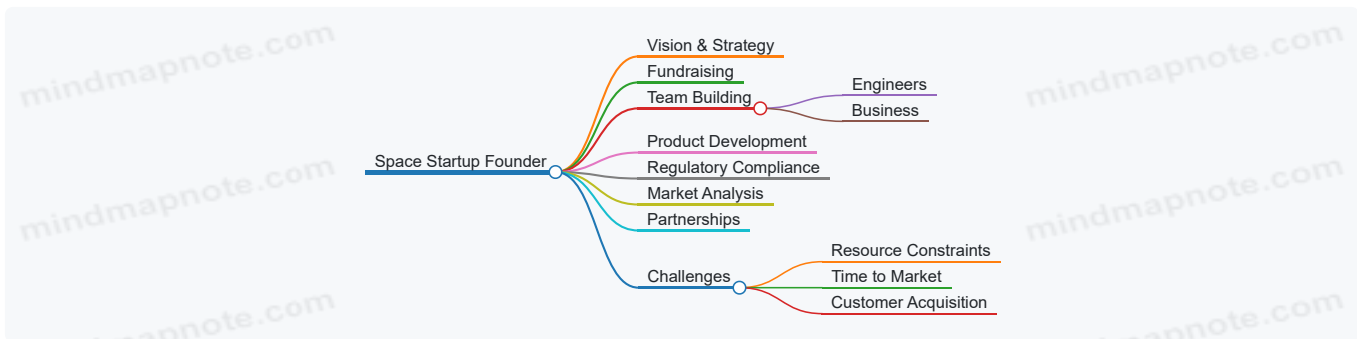 mindmapnote.com
mindmapnote.com
Vision & Strategy
Fundraising
Team Building
Engineers
Business
Product Development
Space Startup Founder
Regulatory Compliance
mindmapnote.com
mindmapnote.com
Market Analysis
Partnerships
Challenges
Resource Constraints
Time to Market
Customer Acquisition
mindmapnote.com
mindmapnote.com